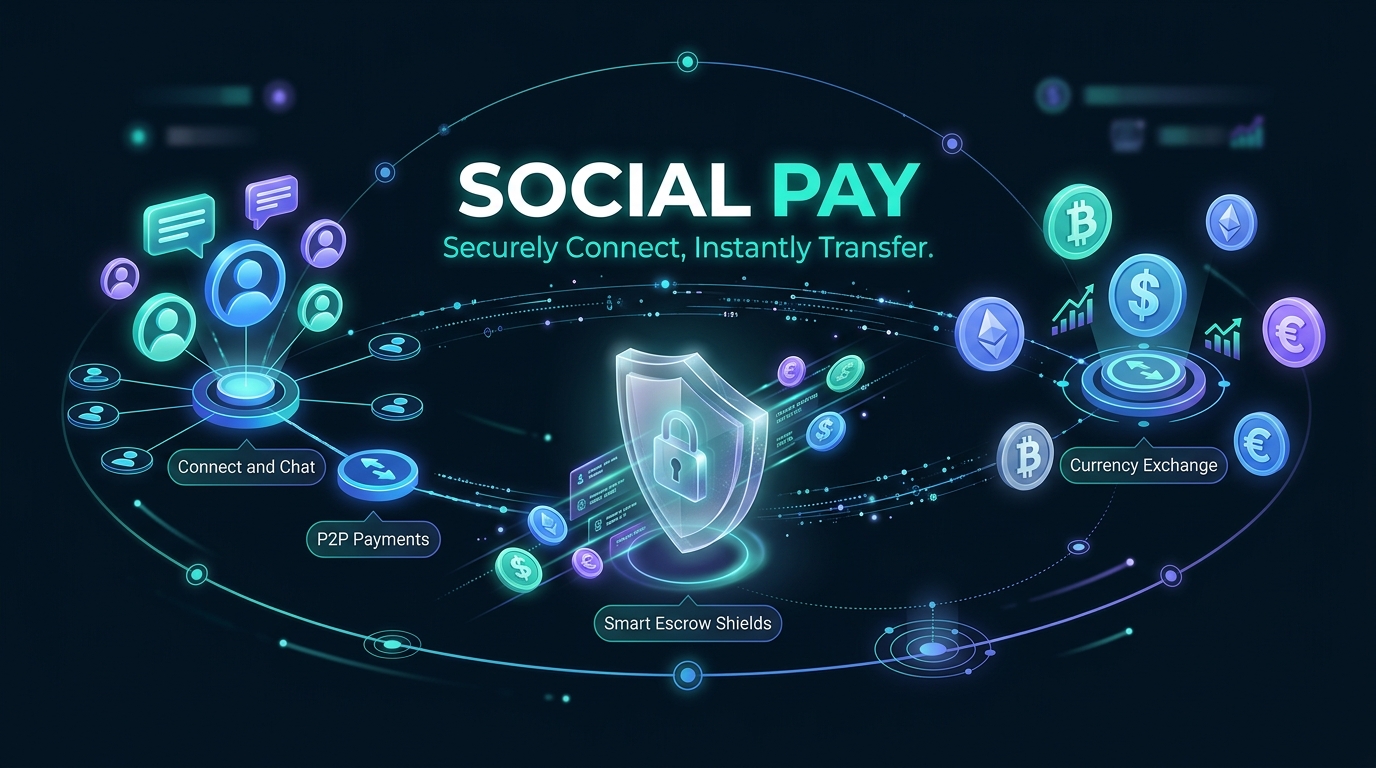 SOCIAL PAY
Securely Connect, Instantly Transfer.
Connect and Chat
P2P Payments
Smart Escrow Shields
Currency Exchange